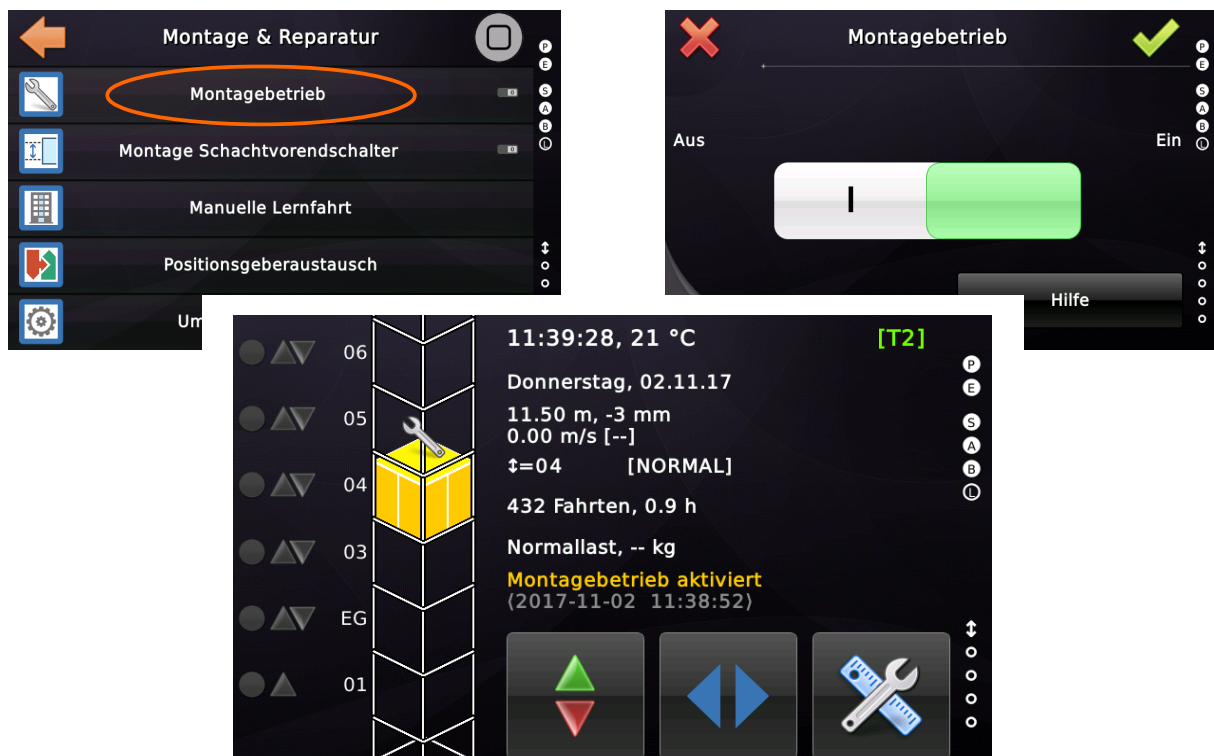 Montage & Reparatur
Montagebetrieb
Montage Schachtvorendschalter
Manuelle Lernfahrt
Positionsgeberaustausch
Um
P
E
S
A
B
L
Montagebetrieb
Aus
Ein
I
Hilfe
P
E
S
A
B
L
06
05
04
03
EG
01
11:39:28, 21 °C
[T2]
Donnerstag, 02.11.17
11.50 m, -3 mm
0.00 m/s [--]
↕=04 [NORMAL]
432 Fahrten, 0.9 h
Normallast, -- kg
Montagebetrieb aktiviert
(2017-11-02 11:38:52)
P
E
S
A
B
L